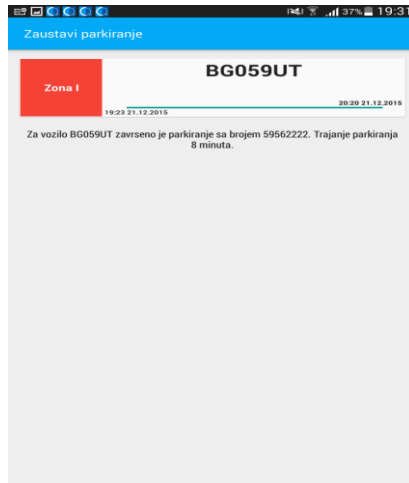 37% 19:31
Zaustavi parkiranje
BG059UT
Zona I
20:20 21.12.2015
19:23 21.12.2015
Za vozilo BG059UT zavrseno je parkiranje sa brojem 59562222. Trajanje parkiranja
8 minuta.